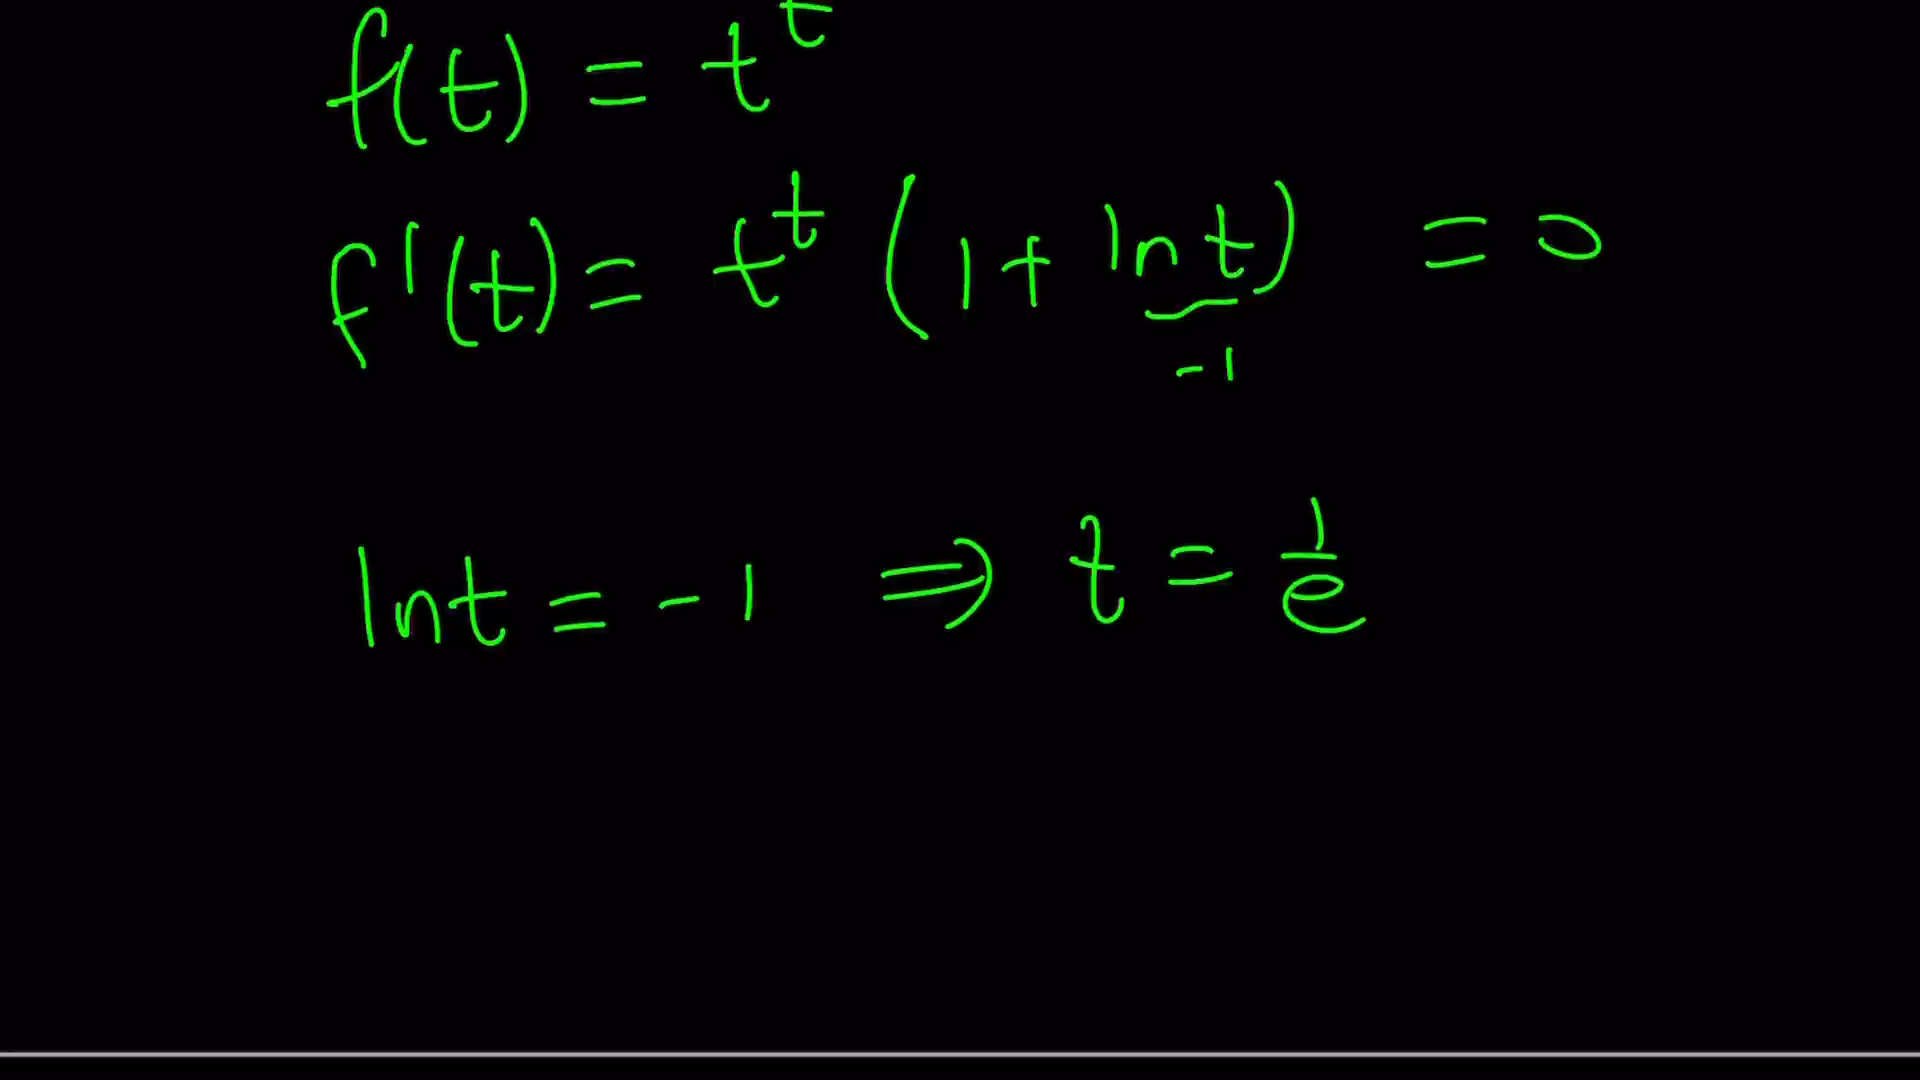 f(t) = t^t
f'(t) = t^t (1 + ln t) = 0
-1
ln t = -1 ⇒ t = 1/e